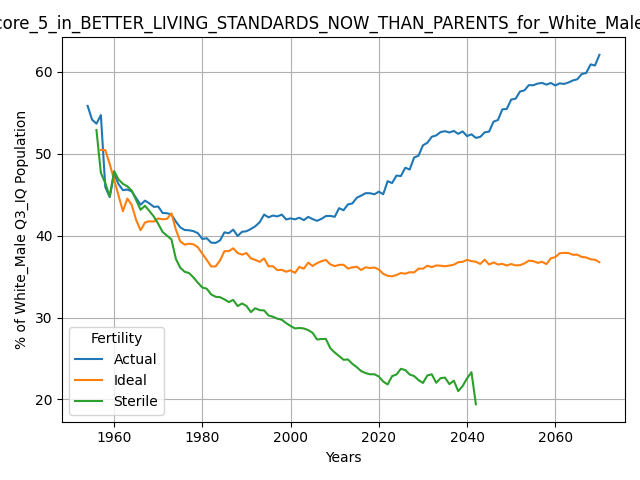 core_5_in_BETTER_LIVING_STANDARDS_NOW_THAN_PARENTS_for_White_Male
% of White_Male Q3_IQ Population
60
50
40
30
20
Fertility
Actual
Ideal
Sterile
1960 1980 2000 2020 2040 2060
Years